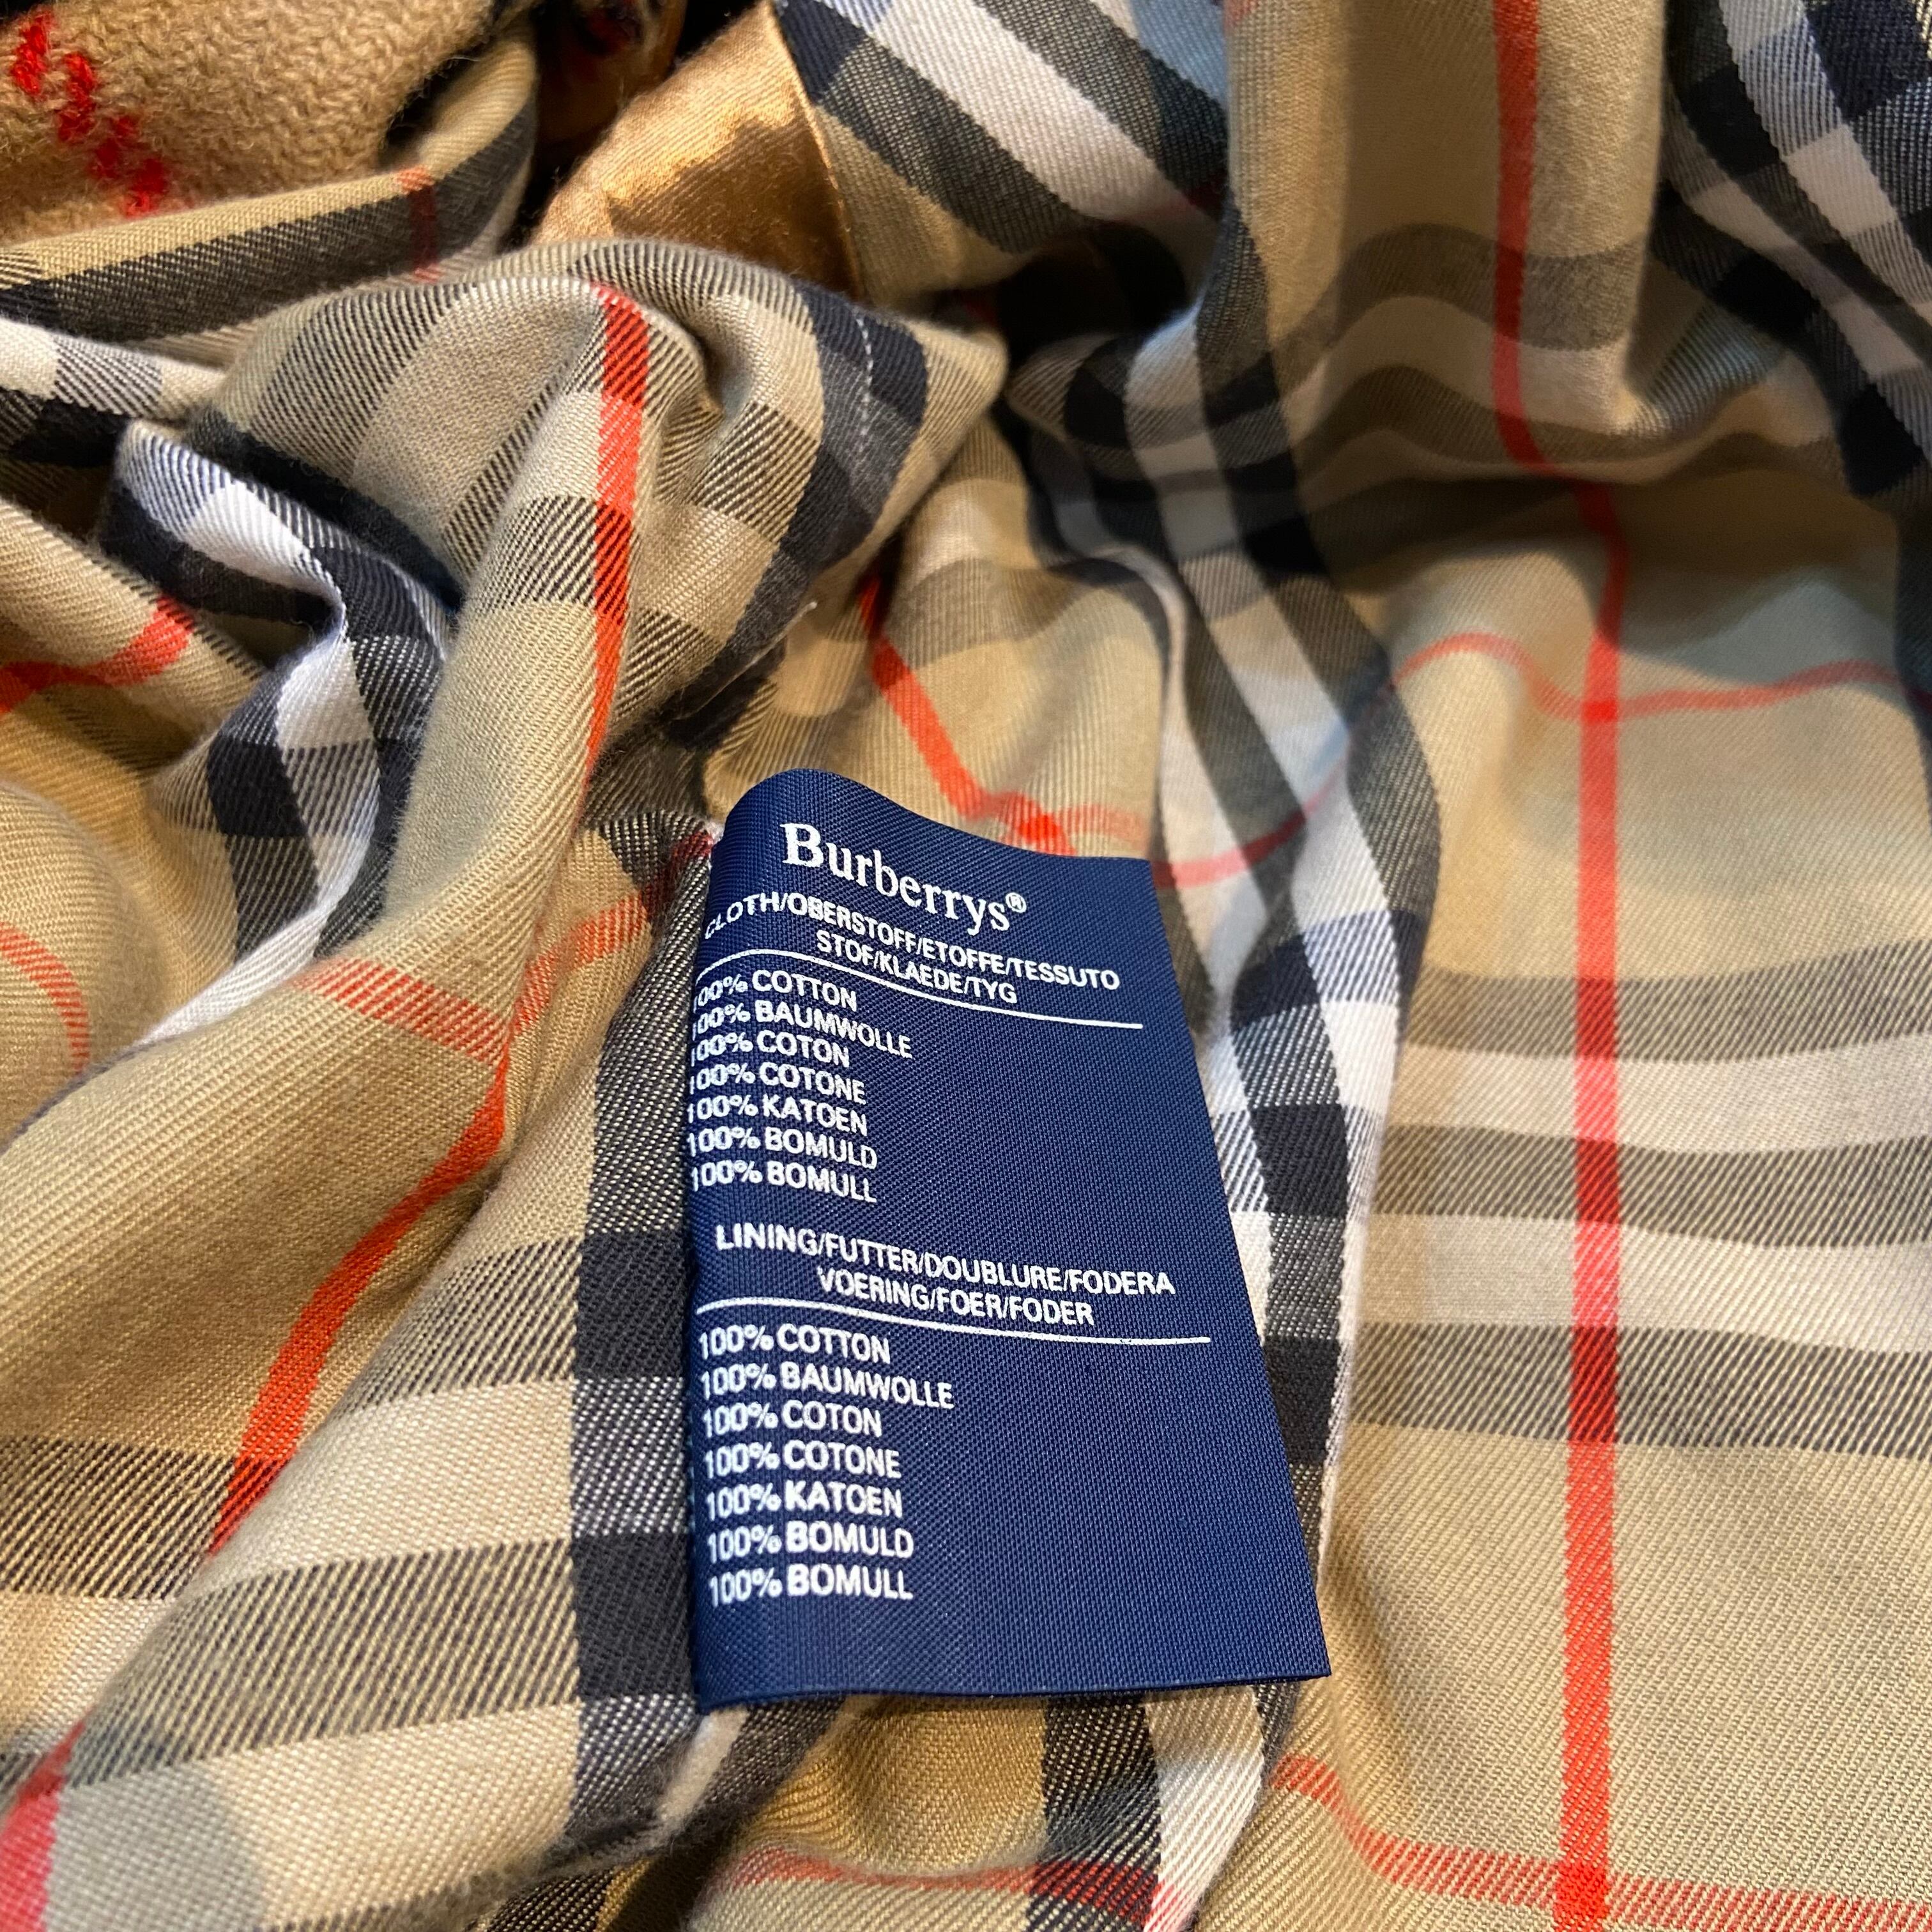 Burberrys®
CLOTH/OBERSTOFF/ETOFFE/TESSUTO
STOF/KLAEDE/TYG
100% COTTON
100% BAUMWOLLE
100% COTON
100% COTONE
100% KATOEN
100% BOMULD
100% BOMULL
LINING/FUTTER/DOUBLURE/FODERA
VOERING/FOER/FODER
100% COTTON
100% BAUMWOLLE
100% COTON
100% COTONE
100% KATOEN
100% BOMULD
100% BOMULL